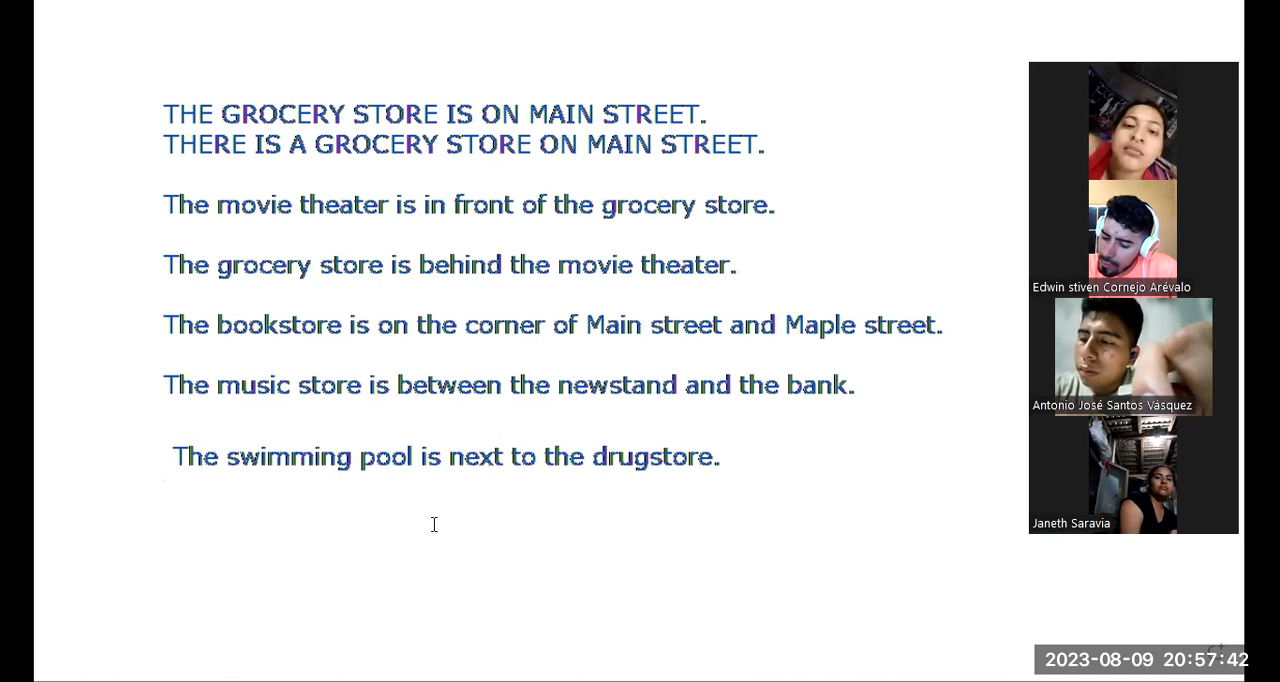 THE GROCERY STORE IS ON MAIN STREET.
THERE IS A GROCERY STORE ON MAIN STREET.
The movie theater is in front of the grocery store.
The grocery store is behind the movie theater.
The bookstore is on the corner of Main street and Maple street.
The music store is between the newstand and the bank.
The swimming pool is next to the drugstore.
Edwin stiven Cornejo Arévalo
Antonio José Santos Vásquez
Janeth Saravia
2023-08-09 20:57:42